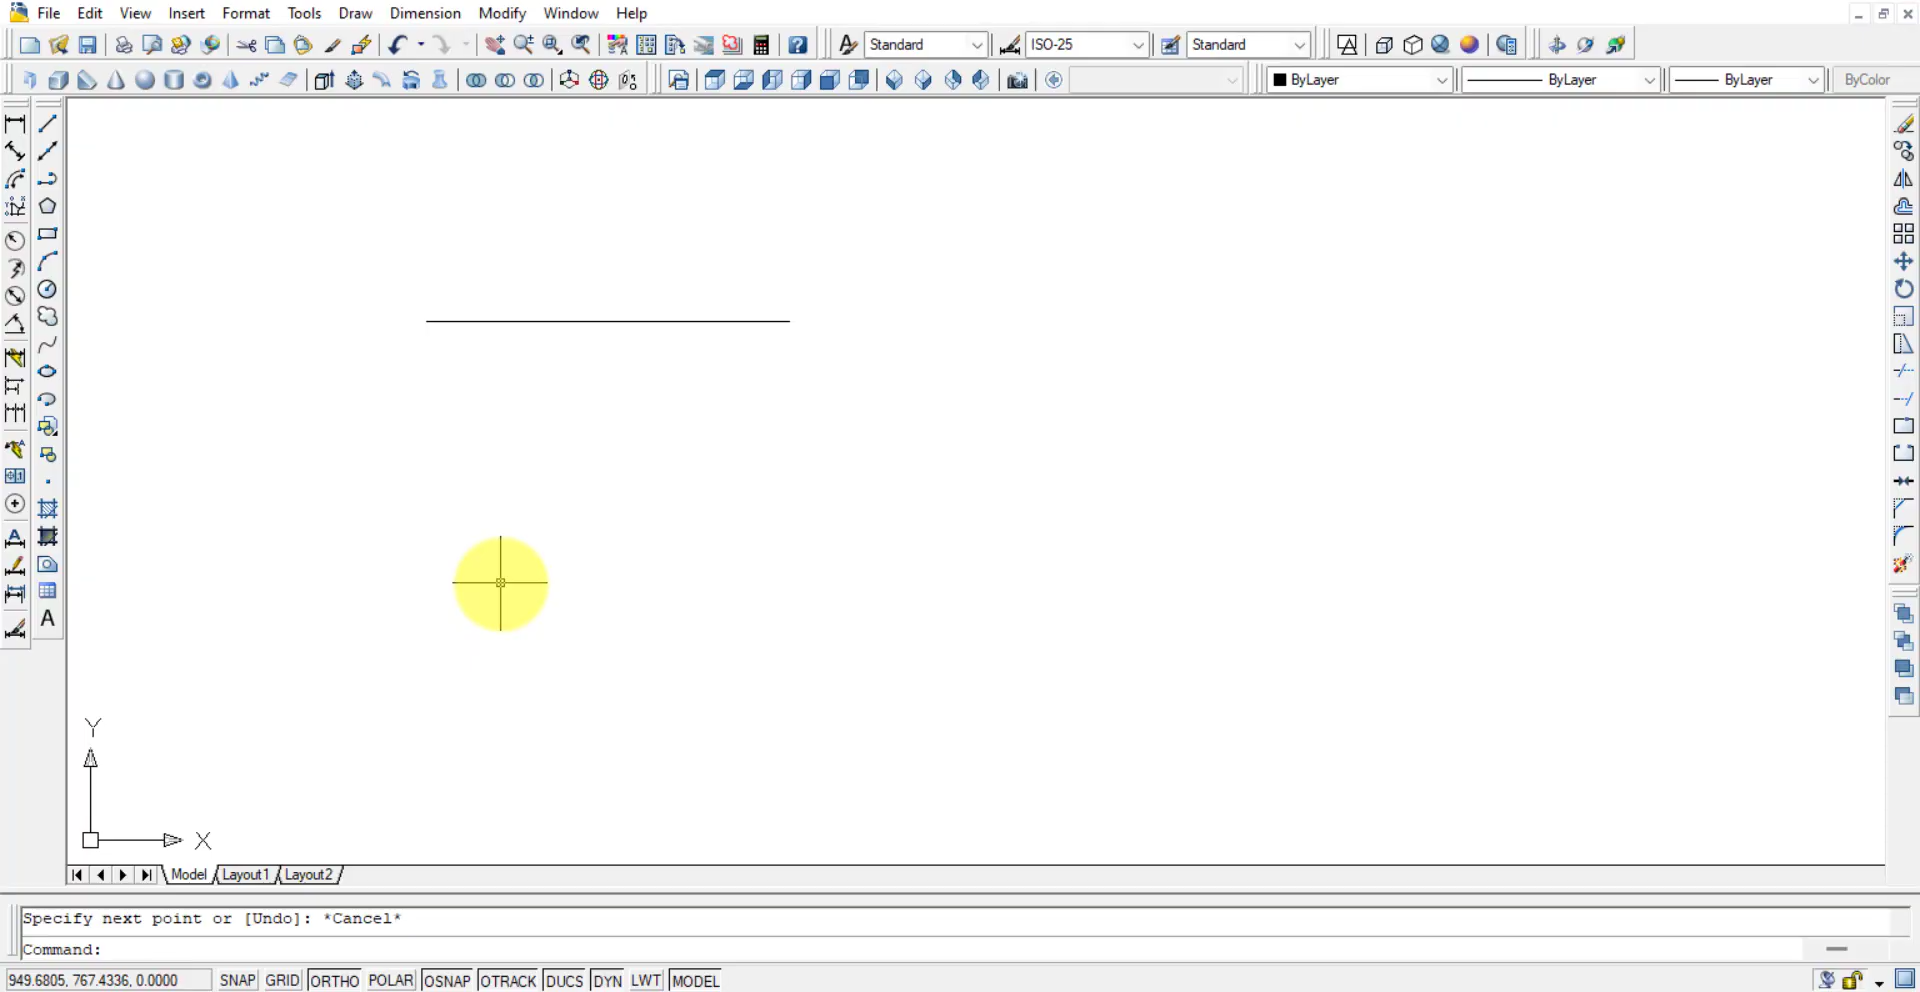 File Edit View Insert Format Tools Draw Dimension Modify Window Help
Standard ISO-25 Standard
ByLayer ByLayer ByLayer ByColor
A
Y
X
Model Layout1 Layout2
Specify next point or [Undo]: *Cancel*
Command:
949.6805, 767.4336, 0.0000 SNAP GRID ORTHO POLAR OSNAP OTRACK DUCS DYN LWT MODEL